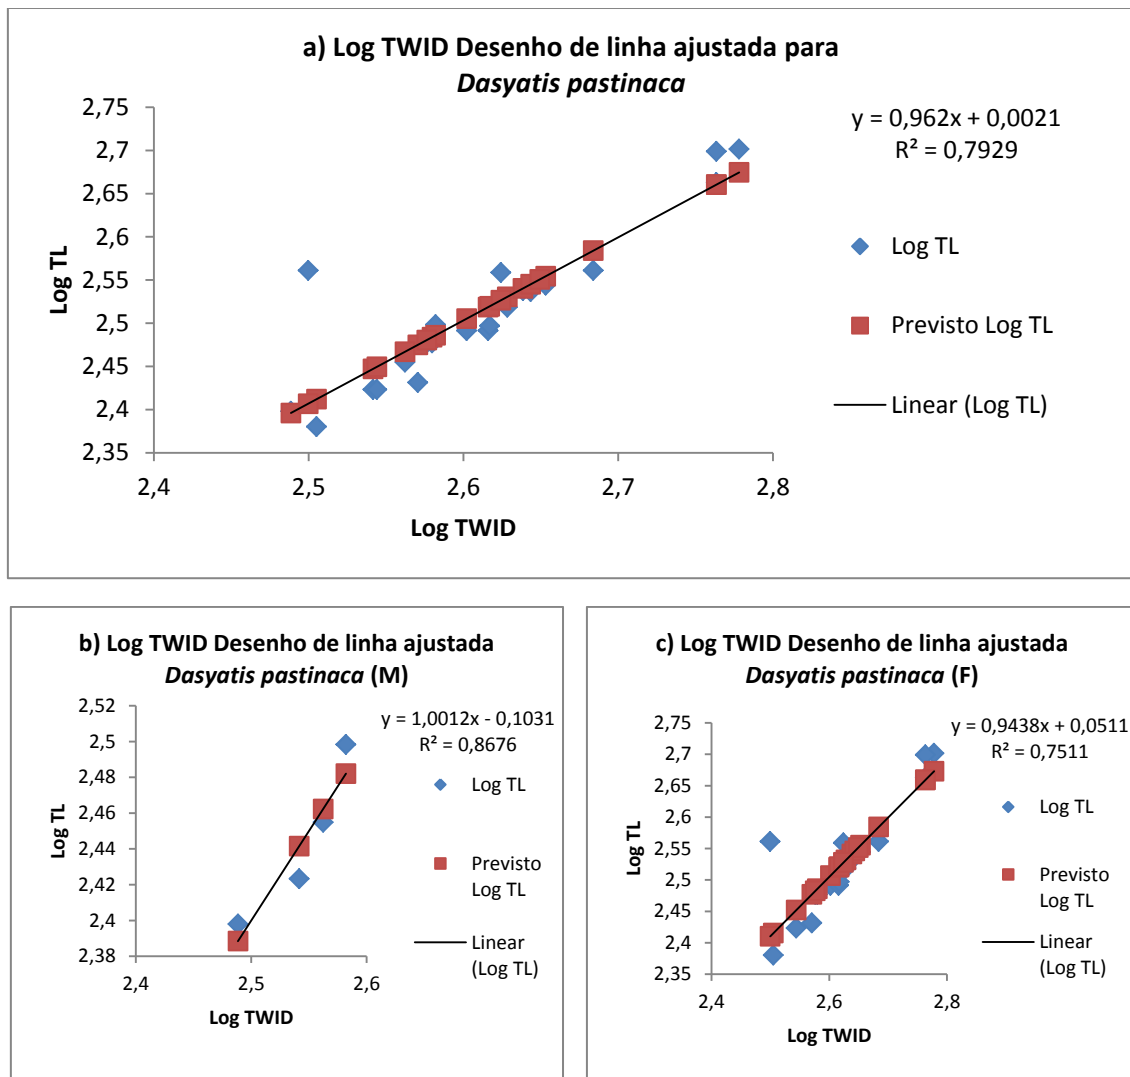 a) Log TWID Desenho de linha ajustada para
Dasyatis pastinaca
y = 0,962x + 0,0021
R² = 0,7929
2,75
2,7
2,65
2,6
2,55
2,5
2,45
2,4
2,35
Log TL
2,4
2,5
2,6
2,7
2,8
Log TWID
Log TL
Previsto Log TL
Linear (Log TL)
b) Log TWID Desenho de linha ajustada
Dasyatis pastinaca (M)
y = 1,0012x - 0,1031
R² = 0,8676
2,52
2,5
2,48
2,46
2,44
2,42
2,4
2,38
Log TL
2,4
2,5
2,6
Log TWID
Log TL
Previsto
Log TL
Linear
(Log TL)
c) Log TWID Desenho de linha ajustada
Dasyatis pastinaca (F)
y = 0,9438x + 0,0511
R² = 0,7511
2,75
2,7
2,65
2,6
2,55
2,5
2,45
2,4
2,35
Log TL
2,4
2,6
2,8
Log TWID
Log TL
Previsto
Log TL
Linear
(Log TL)